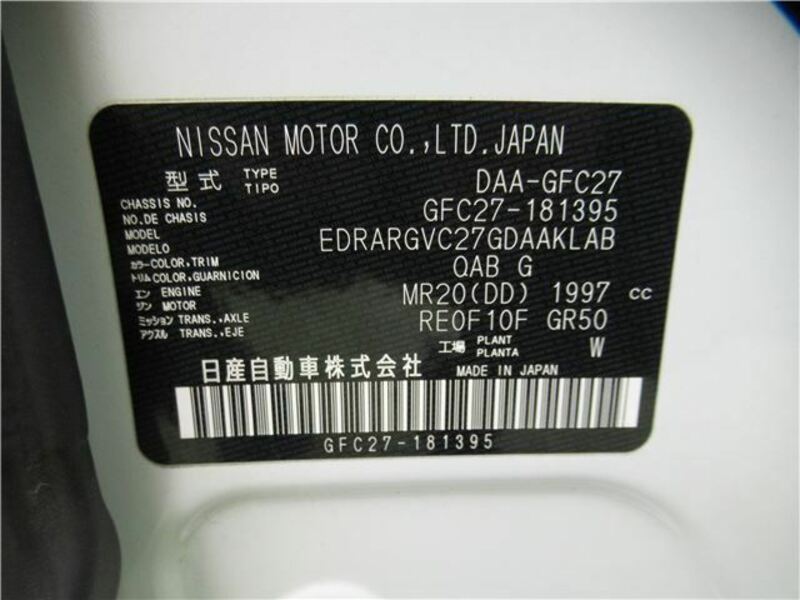 NISSAN MOTOR CO.,LTD.JAPAN
型式 TYPE TIPO DAA-GFC27
CHASSIS NO.
NO.DE CHASIS GFC27-181395
MODEL
MODELO EDRARGVC27GDAAKLAB
カラー COLOR,TRIM
トリム COLOR,GUARNICION QAB G
エン ENGINE
ジン MOTOR MR20(DD) 1997 CC
ミッション TRANS.,AXLE
アクスル TRANS.,EJE RE0F10F GR50
工場 PLANT PLANTA W
日産自動車株式会社 MADE IN JAPAN
GFC27-181395